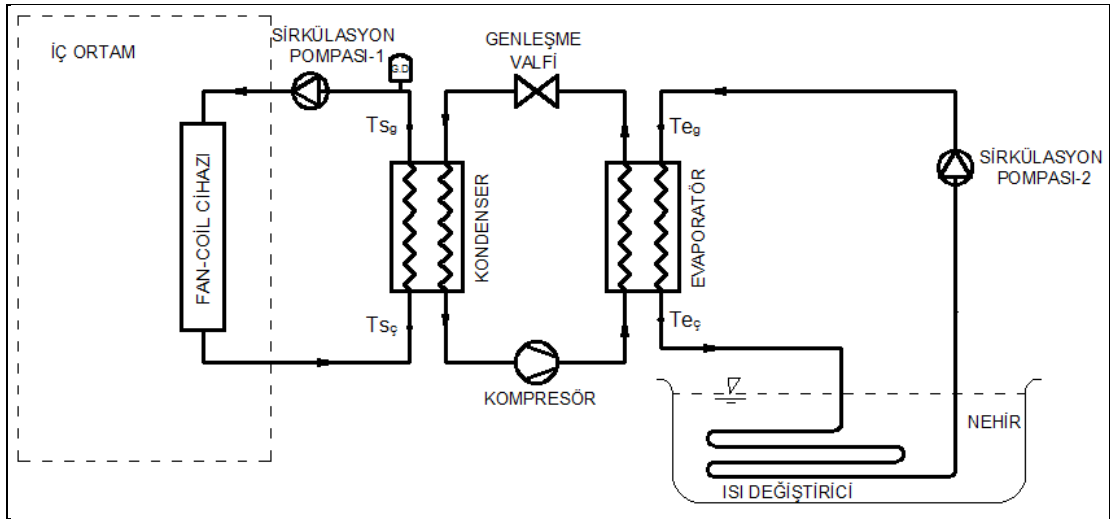 İÇ ORTAM
SİRKÜLASYON
POMPASI-1
G.D
GENLEŞME
VALFİ
Tsg
Teg
FAN-COİL CİHAZI
KONDENSER
EVAPORATÖR
SİRKÜLASYON
POMPASI-2
Tsç
Teç
KOMPRESÖR
NEHİR
ISI DEĞİŞTİRİCİ